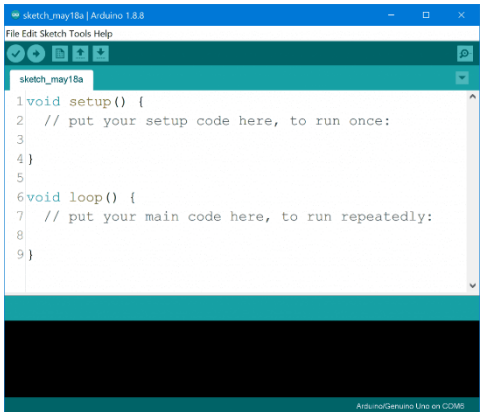 sketch_may18a | Arduino 1.8.8
File Edit Sketch Tools Help
sketch_may18a
1 void setup() {
2   // put your setup code here, to run once:
3
4 }
5
6 void loop() {
7   // put your main code here, to run repeatedly:
8
9 }
Arduino/Genuino Uno on COM6